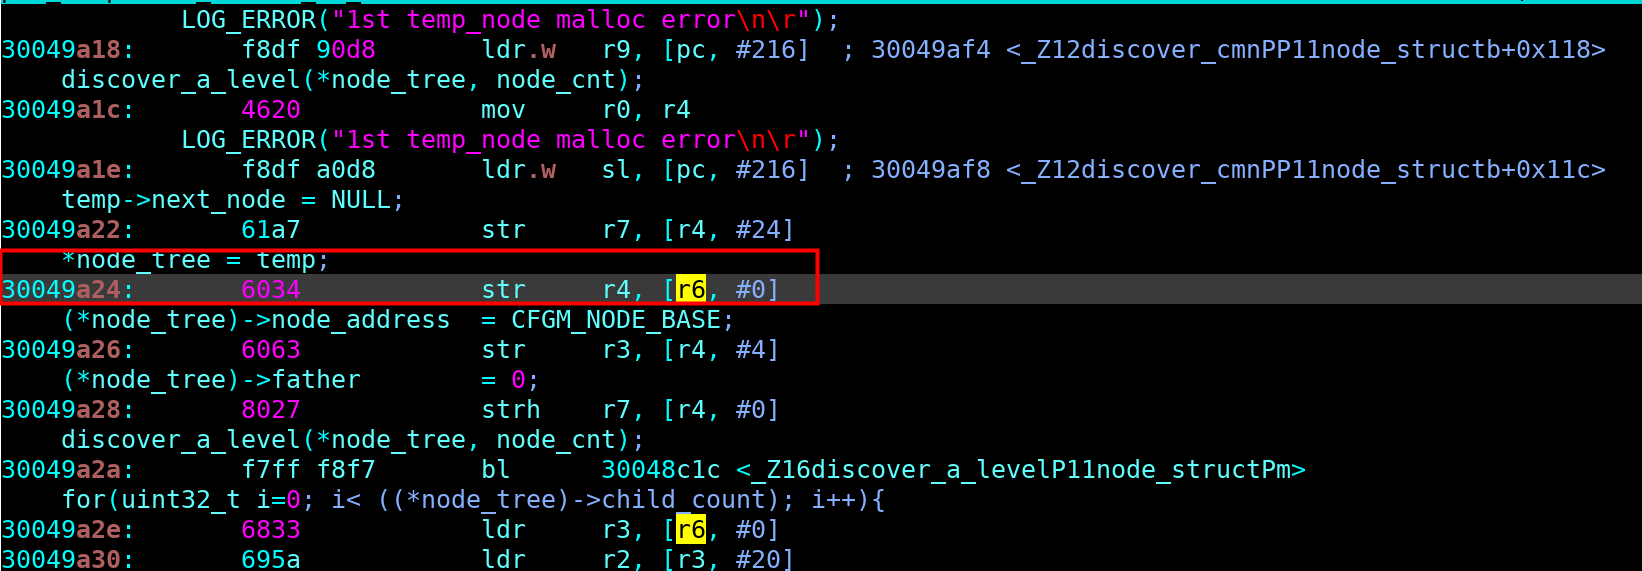 LOG_ERROR("1st temp_node malloc error\n\r");
30049a18:       f8df 90d8       ldr.w   r9, [pc, #216]  ; 30049af4 <_Z12discover_cmnPP11node_structb+0x118>
    discover_a_level(*node_tree, node_cnt);
30049a1c:       4620            mov     r0, r4
            LOG_ERROR("1st temp_node malloc error\n\r");
30049a1e:       f8df a0d8       ldr.w   sl, [pc, #216]  ; 30049af8 <_Z12discover_cmnPP11node_structb+0x11c>
    temp->next_node = NULL;
30049a22:       61a7            str     r7, [r4, #24]
    *node_tree = temp;
30049a24:       6034            str     r4, [r6, #0]
    (*node_tree)->node_address  = CFGM_NODE_BASE;
30049a26:       6063            str     r3, [r4, #4]
    (*node_tree)->father        = 0;
30049a28:       8027            strh    r7, [r4, #0]
    discover_a_level(*node_tree, node_cnt);
30049a2a:       f7ff f8f7       bl      30048c1c <_Z16discover_a_levelP11node_structPm>
    for(uint32_t i=0; i< ((*node_tree)->child_count); i++){
30049a2e:       6833            ldr     r3, [r6, #0]
30049a30:       695a            ldr     r2, [r3, #20]